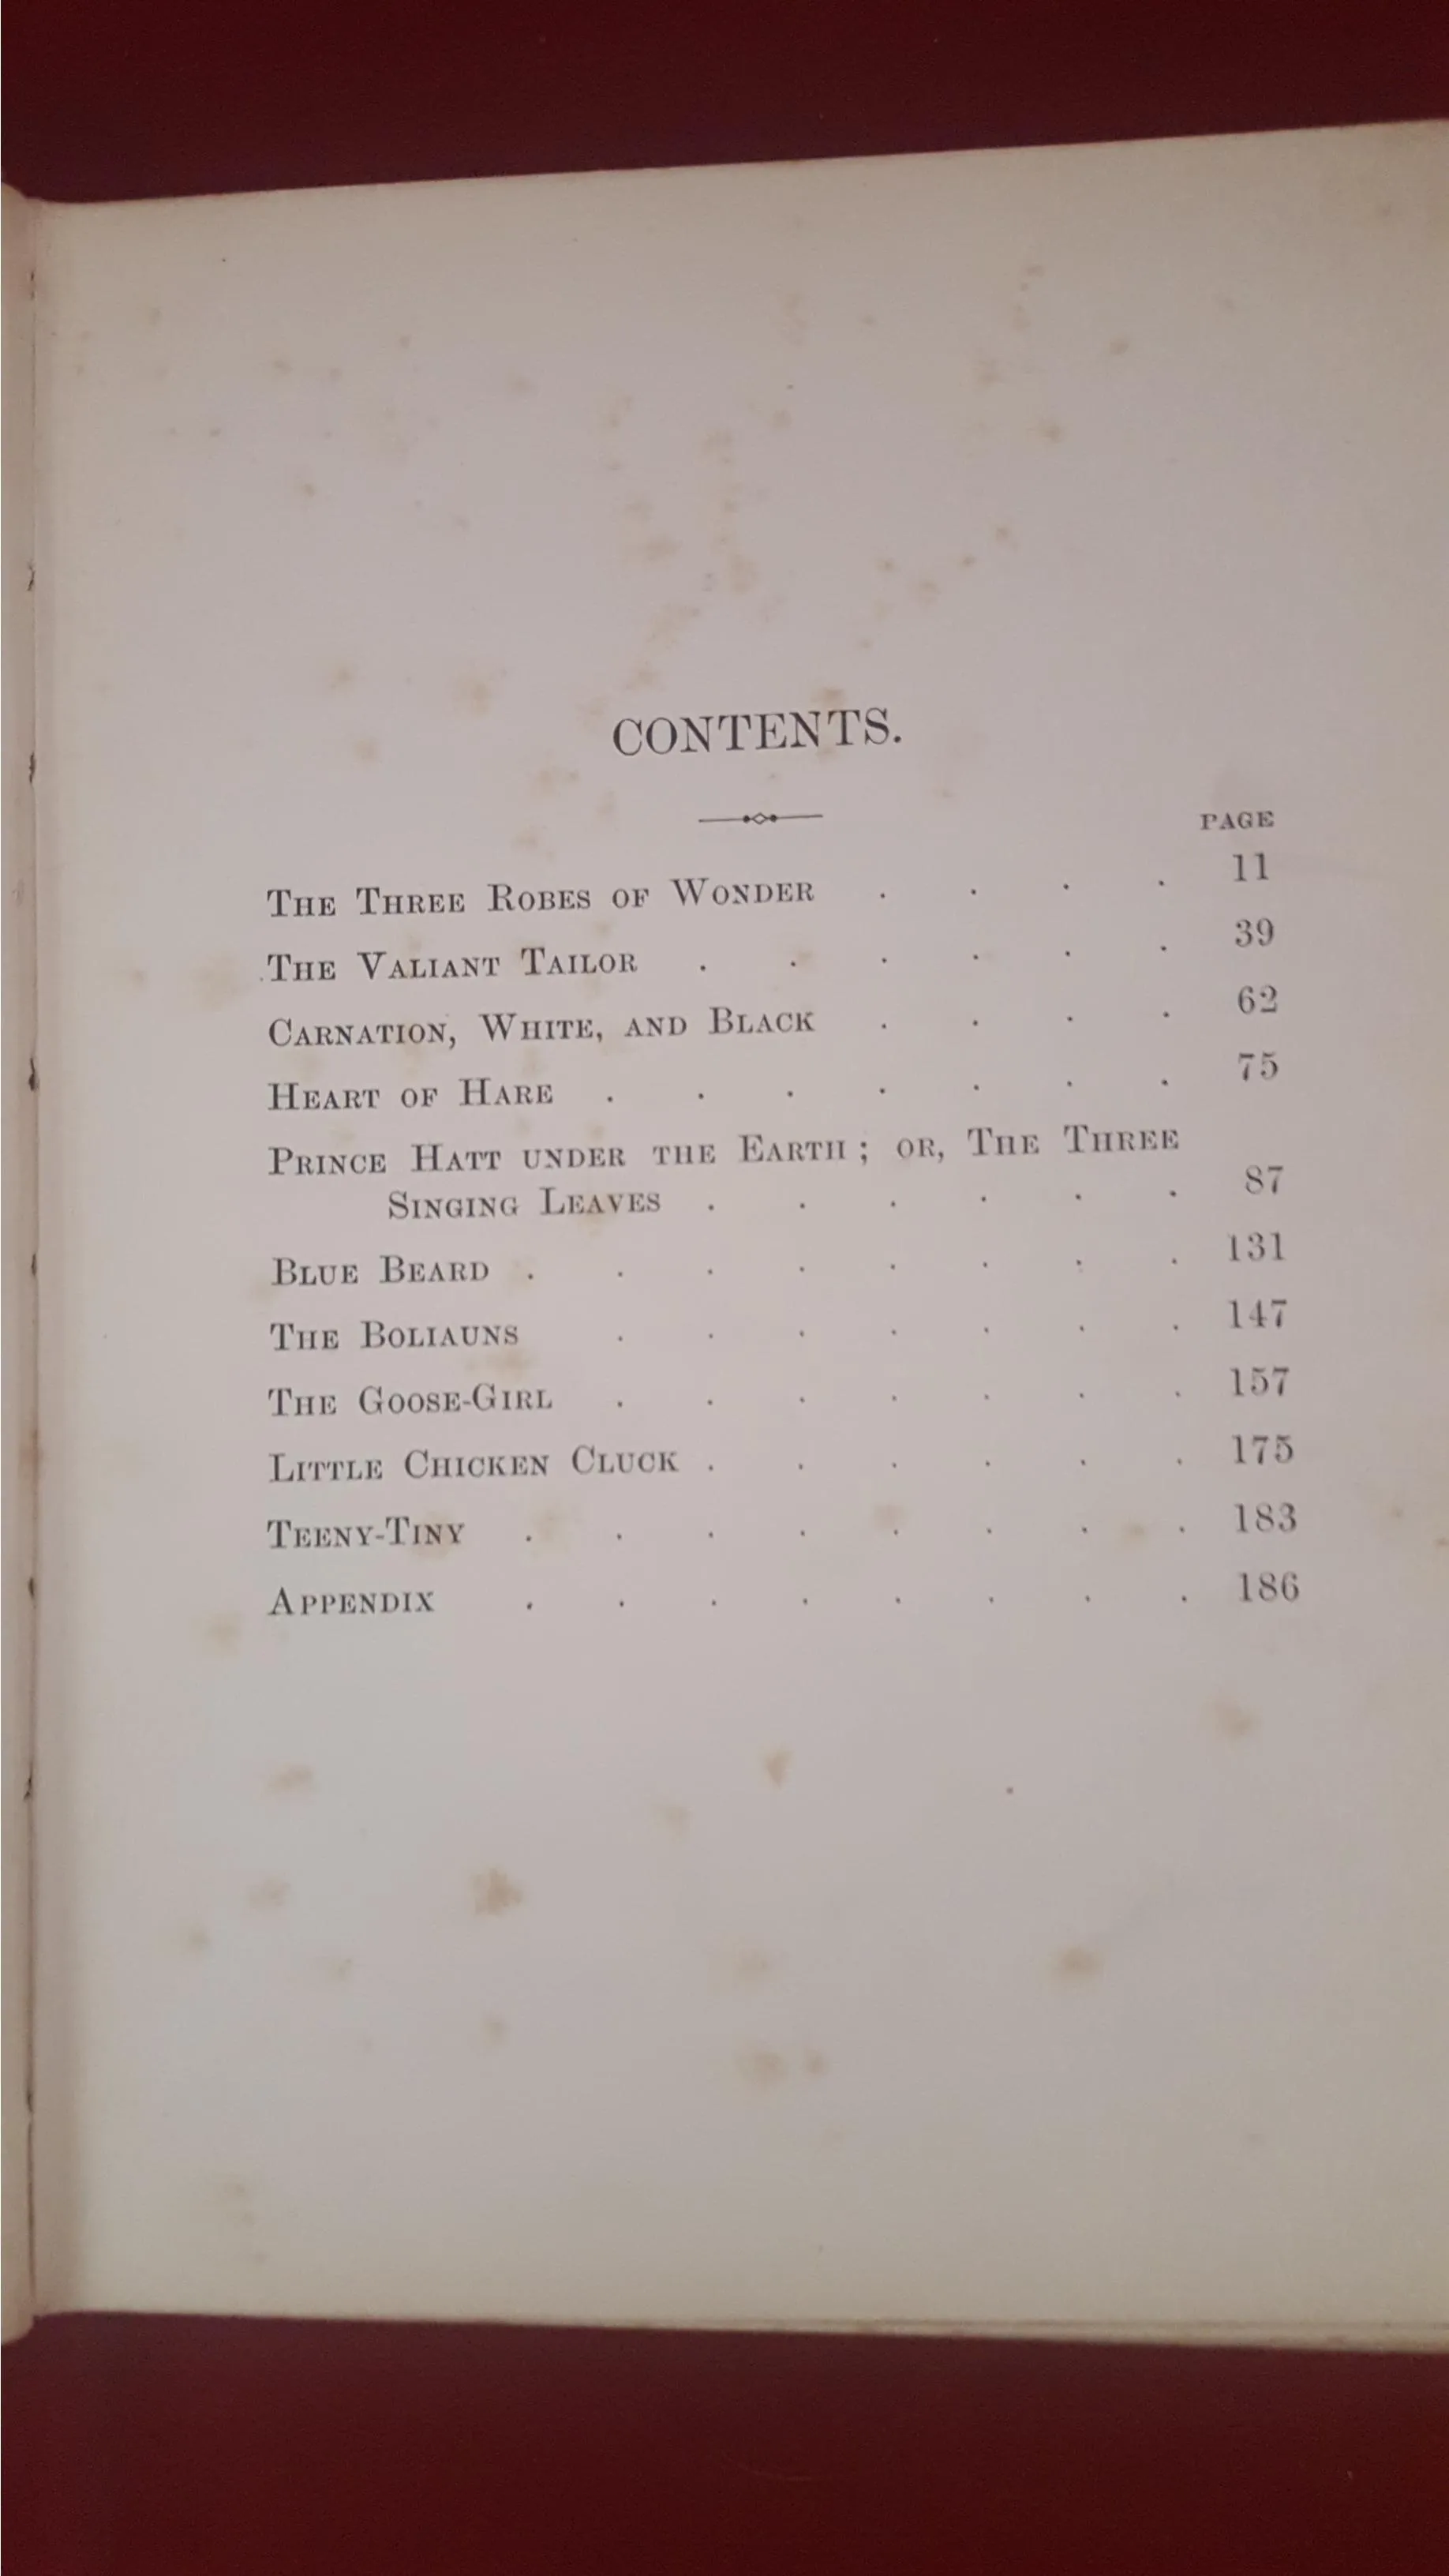 CONTENTS.
PAGE
THE THREE ROBES OF WONDER . . . . 11
THE VALIANT TAILOR . . . . . . 39
CARNATION, WHITE, AND BLACK . . . . 62
HEART OF HARE . . . . . . . 75
PRINCE HATT UNDER THE EARTH; OR, THE THREE
SINGING LEAVES . . . . . . 87
BLUE BEARD . . . . . . . . 131
THE BOLIAUNS . . . . . . . 147
THE GOOSE-GIRL . . . . . . . 157
LITTLE CHICKEN CLUCK . . . . . . 175
TEENY-TINY . . . . . . . . 183
APPENDIX . . . . . . . . 186